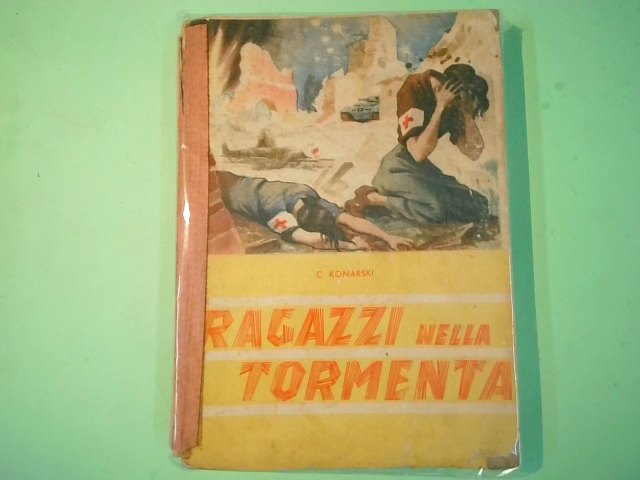 C KONARSKI
RAGAZZI NELLA
TORMENTA